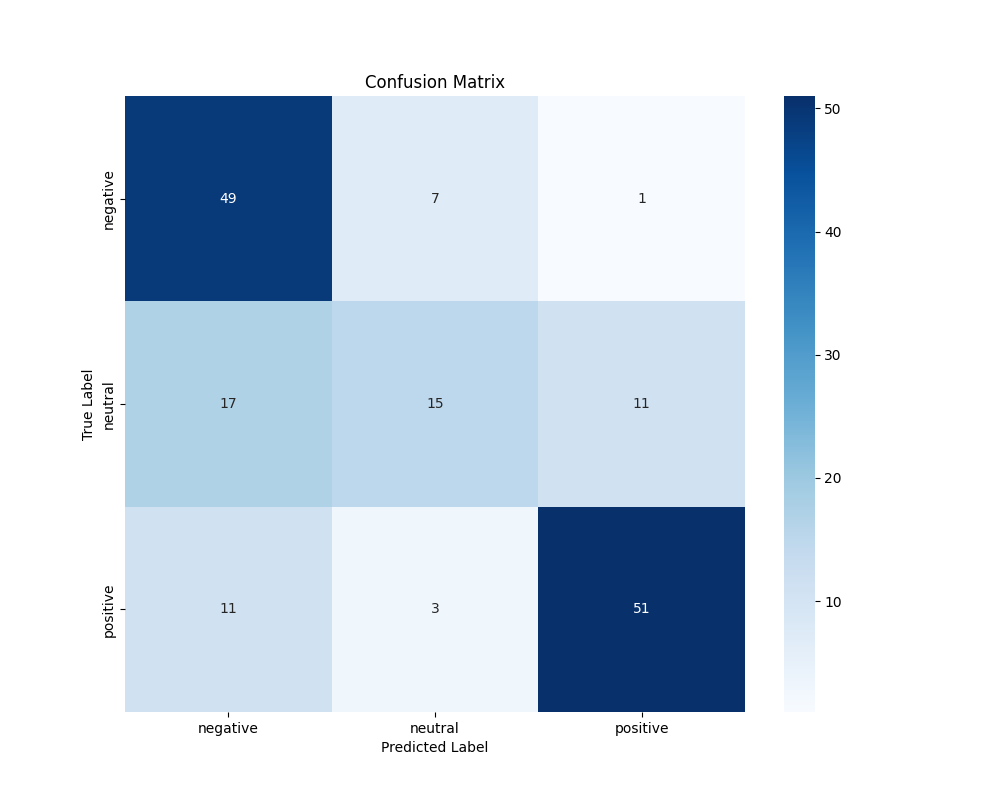 Confusion Matrix
True Label
negative
49
7
1
neutral
17
15
11
positive
11
3
51
negative
neutral
positive
Predicted Label
50
40
30
20
10